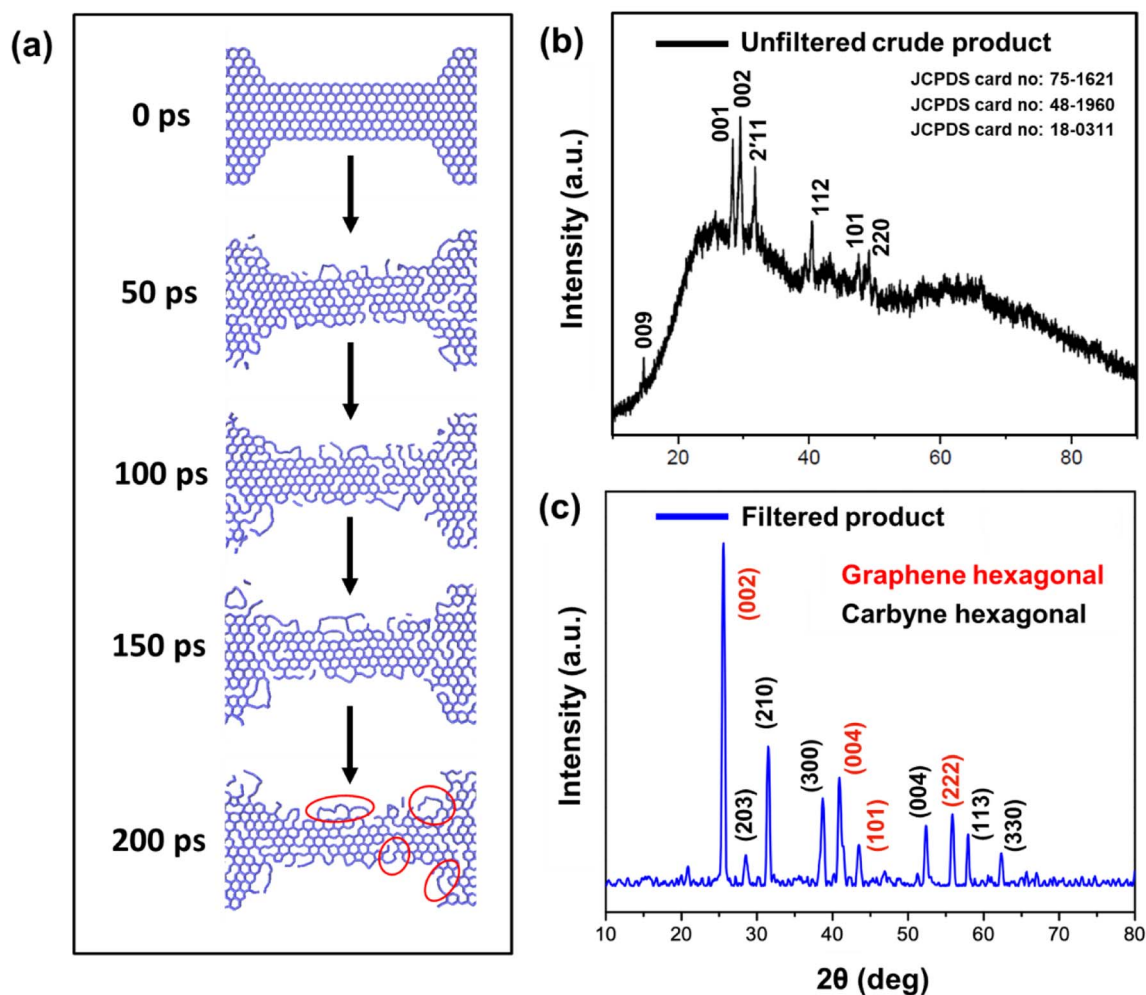 (a)
0 ps
50 ps
100 ps
150 ps
200 ps
(b)
Unfiltered crude product
JCPDS card no: 75-1621
JCPDS card no: 48-1960
JCPDS card no: 18-0311
009
001
002
2'11
112
101
220
Intensity (a.u.)
20
40
60
80
(c)
Filtered product
Graphene hexagonal
Carbyne hexagonal
(002)
(203)
(210)
(300)
(004)
(101)
(004)
(222)
(113)
(330)
Intensity (a.u.)
10
20
30
40
50
60
70
80
2θ (deg)